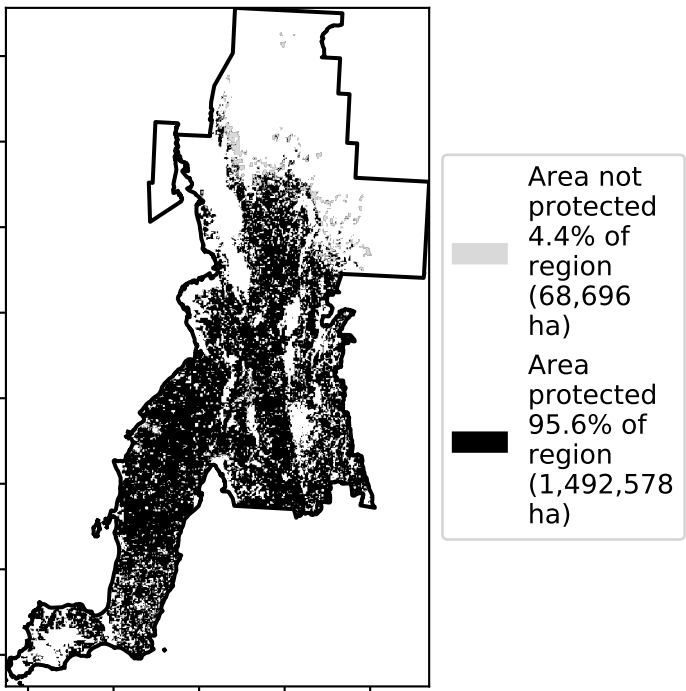 Area not
protected
4.4% of
region
(68,696
ha)
Area
protected
95.6% of
region
(1,492,578
ha)